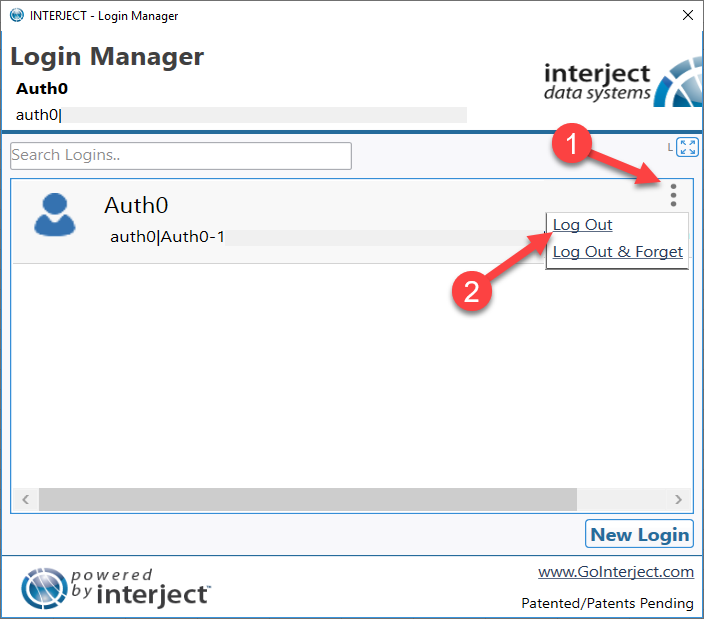 INTERJECT - Login Manager
Login Manager
Auth0
auth0|
interject
data systems
Search Logins..
L
1
Auth0
auth0|Auth0-1
Log Out
Log Out & Forget
2
New Login
powered
by interject™
www.GoInterject.com
Patented/Patents Pending